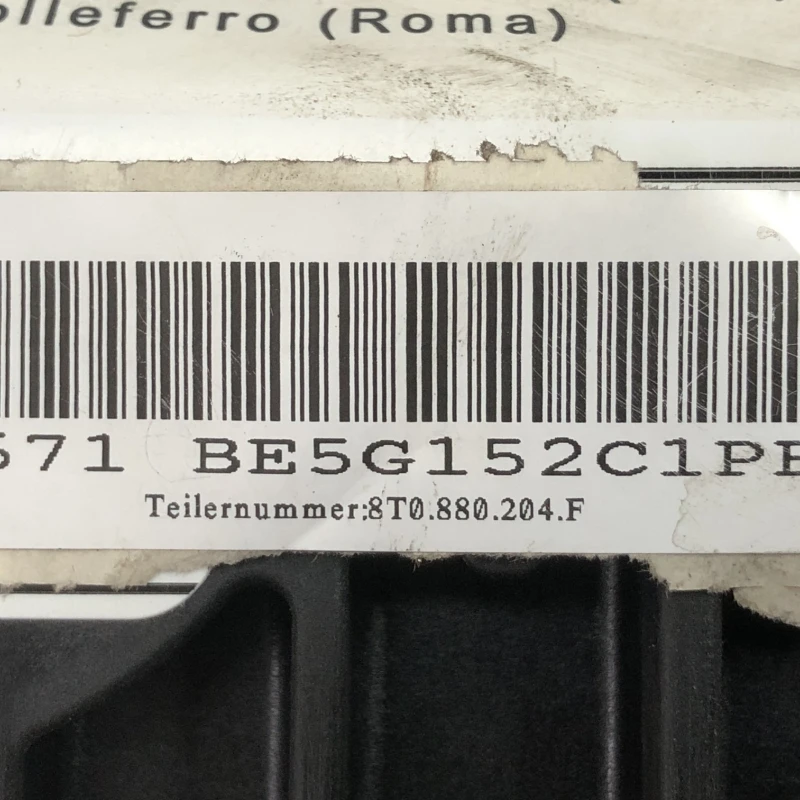 olleferro (Roma)
571 BE5G152C1PE
Teilernummer:8T0.880.204.F